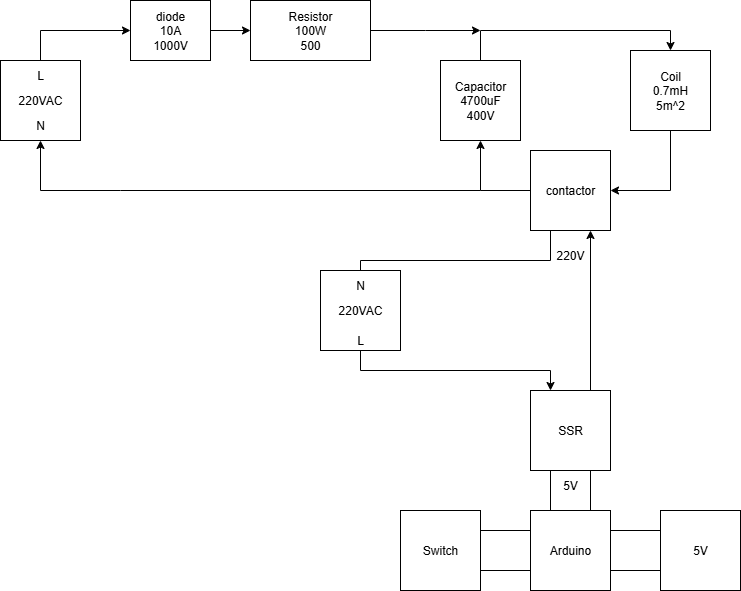 diode
10A
1000V
Resistor
100W
500
L
220VAC
N
Capacitor
4700uF
400V
Coil
0.7mH
5m^2
contactor
220V
N
220VAC
L
SSR
5V
Switch
Arduino
5V